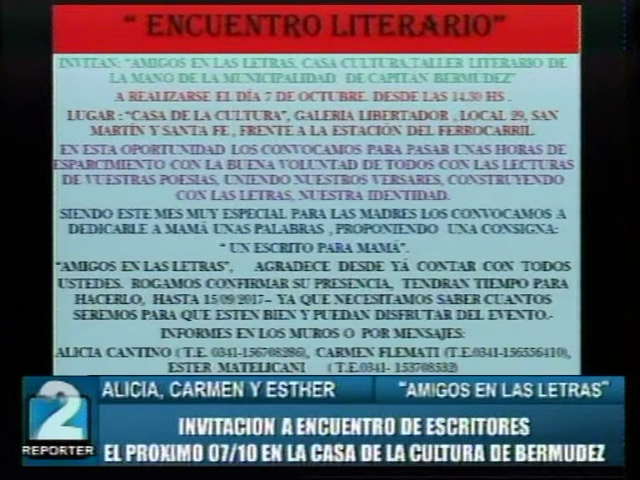 “ ENCUENTRO LITERARIO”
INVITAN: “AMIGOS EN LAS LETRAS, CASA CULTURA,TALLER LITERARIO DE
LA MANO DE LA MUNICIPALIDAD DE CAPITÁN BERMÚDEZ”
A REALIZARSE EL DÍA 7 DE OCTUBRE. DESDE LAS 14.30 HS .
LUGAR : “CASA DE LA CULTURA”, GALERIA LIBERTADOR , LOCAL 29, SAN
MARTÍN Y SANTA FE , FRENTE A LA ESTACIÓN DEL FERROCARRIL.
EN ESTA OPORTUNIDAD LOS CONVOCAMOS PARA PASAR UNAS HORAS DE
ESPARCIMIENTO CON LA BUENA VOLUNTAD DE TODOS CON LAS LECTURAS
DE VUESTRAS POESIAS, UNIENDO NUESTROS VERSARES, CONSTRUYENDO
CON LAS LETRAS, NUESTRA IDENTIDAD.
SIENDO ESTE MES MUY ESPECIAL PARA LAS MADRES LOS CONVOCAMOS A
DEDICARLE A MAMÁ UNAS PALABRAS , PROPONIENDO UNA CONSIGNA:
“ UN ESCRITO PARA MAMÁ”.
“AMIGOS EN LAS LETRAS”, AGRADECE DESDE YÁ CONTAR CON TODOS
USTEDES. ROGAMOS CONFIRMAR SU PRESENCIA, TENDRAN TIEMPO PARA
HACERLO, HASTA 15/09/2017– YA QUE NECESITAMOS SABER CUANTOS
SEREMOS PARA QUE ESTEN BIEN Y PUEDAN DISFRUTAR DEL EVENTO.-
INFORMES EN LOS MUROS O POR MENSAJES:
ALICIA CANTINO ( T.E. 0341-156708286), CARMEN FLEMATI (T.E.0341-156556410),
ESTER MATELICANI ( T.E.0341- 153708532)
ALICIA, CARMEN Y ESTHER
“AMIGOS EN LAS LETRAS”
2
REPORTER
INVITACION A ENCUENTRO DE ESCRITORES
EL PROXIMO 07/10 EN LA CASA DE LA CULTURA DE BERMUDEZ